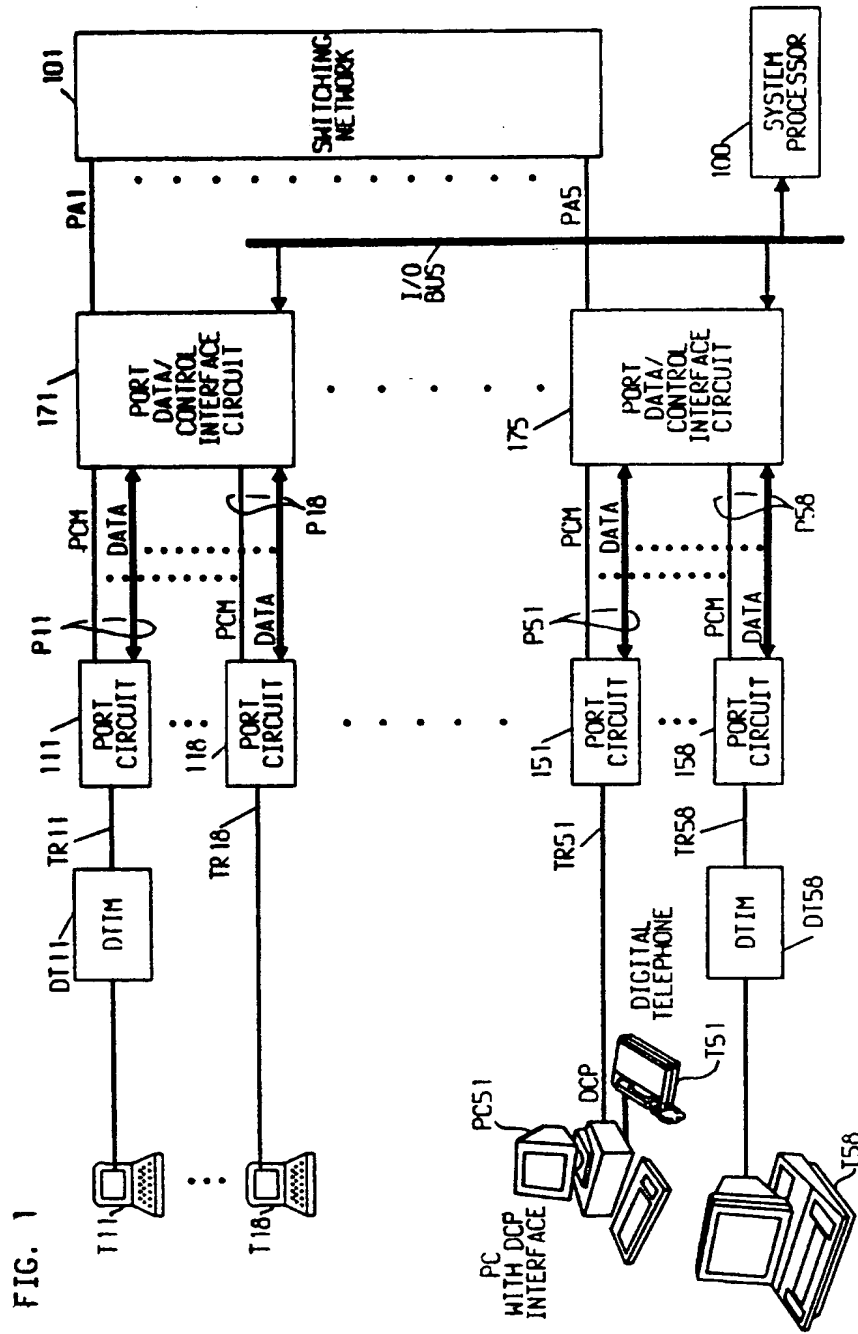 FIG. 1
101
SWITCHING
NETWORK
PA1
PA5
I/O
BUS
100
SYSTEM
PROCESSOR
171
PORT
DATA/
CONTROL
INTERFACE
CIRCUIT
175
PORT
DATA/
CONTROL
INTERFACE
CIRCUIT
PCM
DATA
P11
PCM
DATA
P18
PCM
DATA
P51
PCM
DATA
P58
111
PORT
CIRCUIT
118
PORT
CIRCUIT
151
PORT
CIRCUIT
158
PORT
CIRCUIT
TR11
TR18
TR51
TR58
DT11
DTIM
DTIM
DT58
T11
T18
PC51
PC
WITH DCP
INTERFACE
DCP
DIGITAL
TELEPHONE
T51
T58